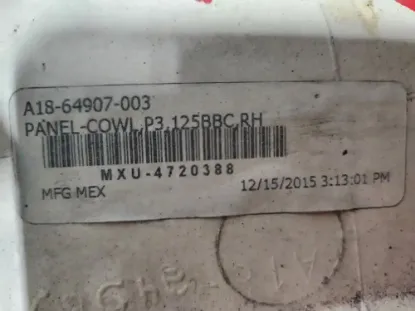 A18-64907-003
PANEL-COWL,P3,125BBC,RH
MXU-4720388
MFG MEX 12/15/2015 3:13:01 PM